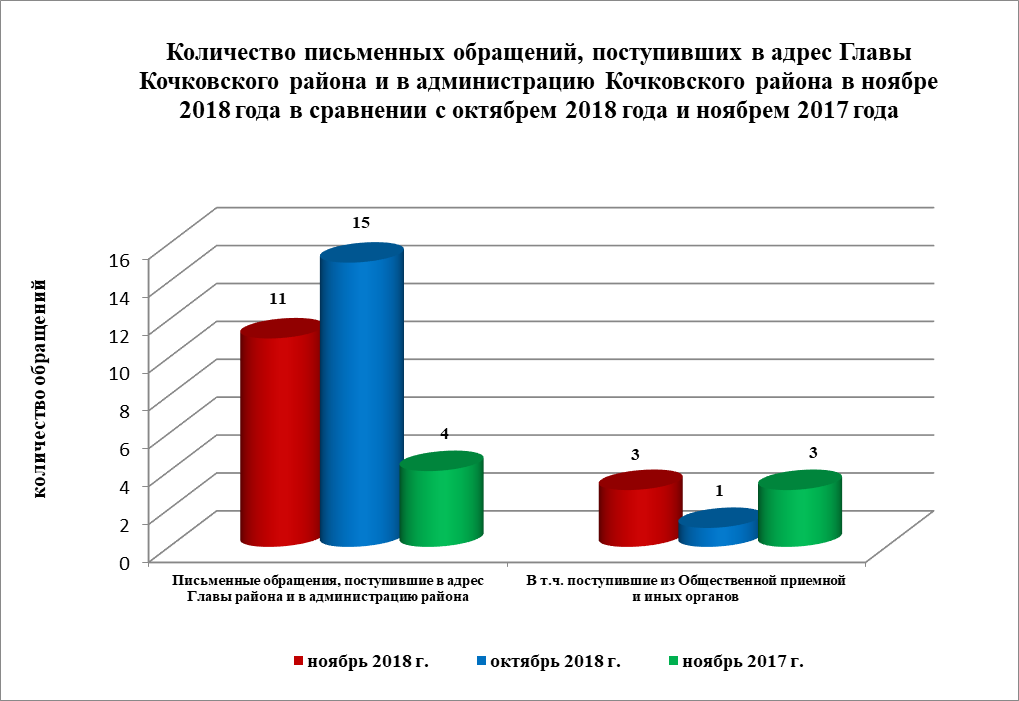 Количество письменных обращений, поступивших в адрес Главы
Кочковского района и в администрацию Кочковского района в ноябре
2018 года в сравнении с октябрем 2018 года и ноябрем 2017 года
количество обращений
16
14
12
10
8
6
4
2
0
11
15
4
3
1
3
Письменные обращения, поступившие в адрес
Главы района и в администрацию района
В т.ч. поступившие из Общественной приемной
и иных органов
ноябрь 2018 г.
октябрь 2018 г.
ноябрь 2017 г.